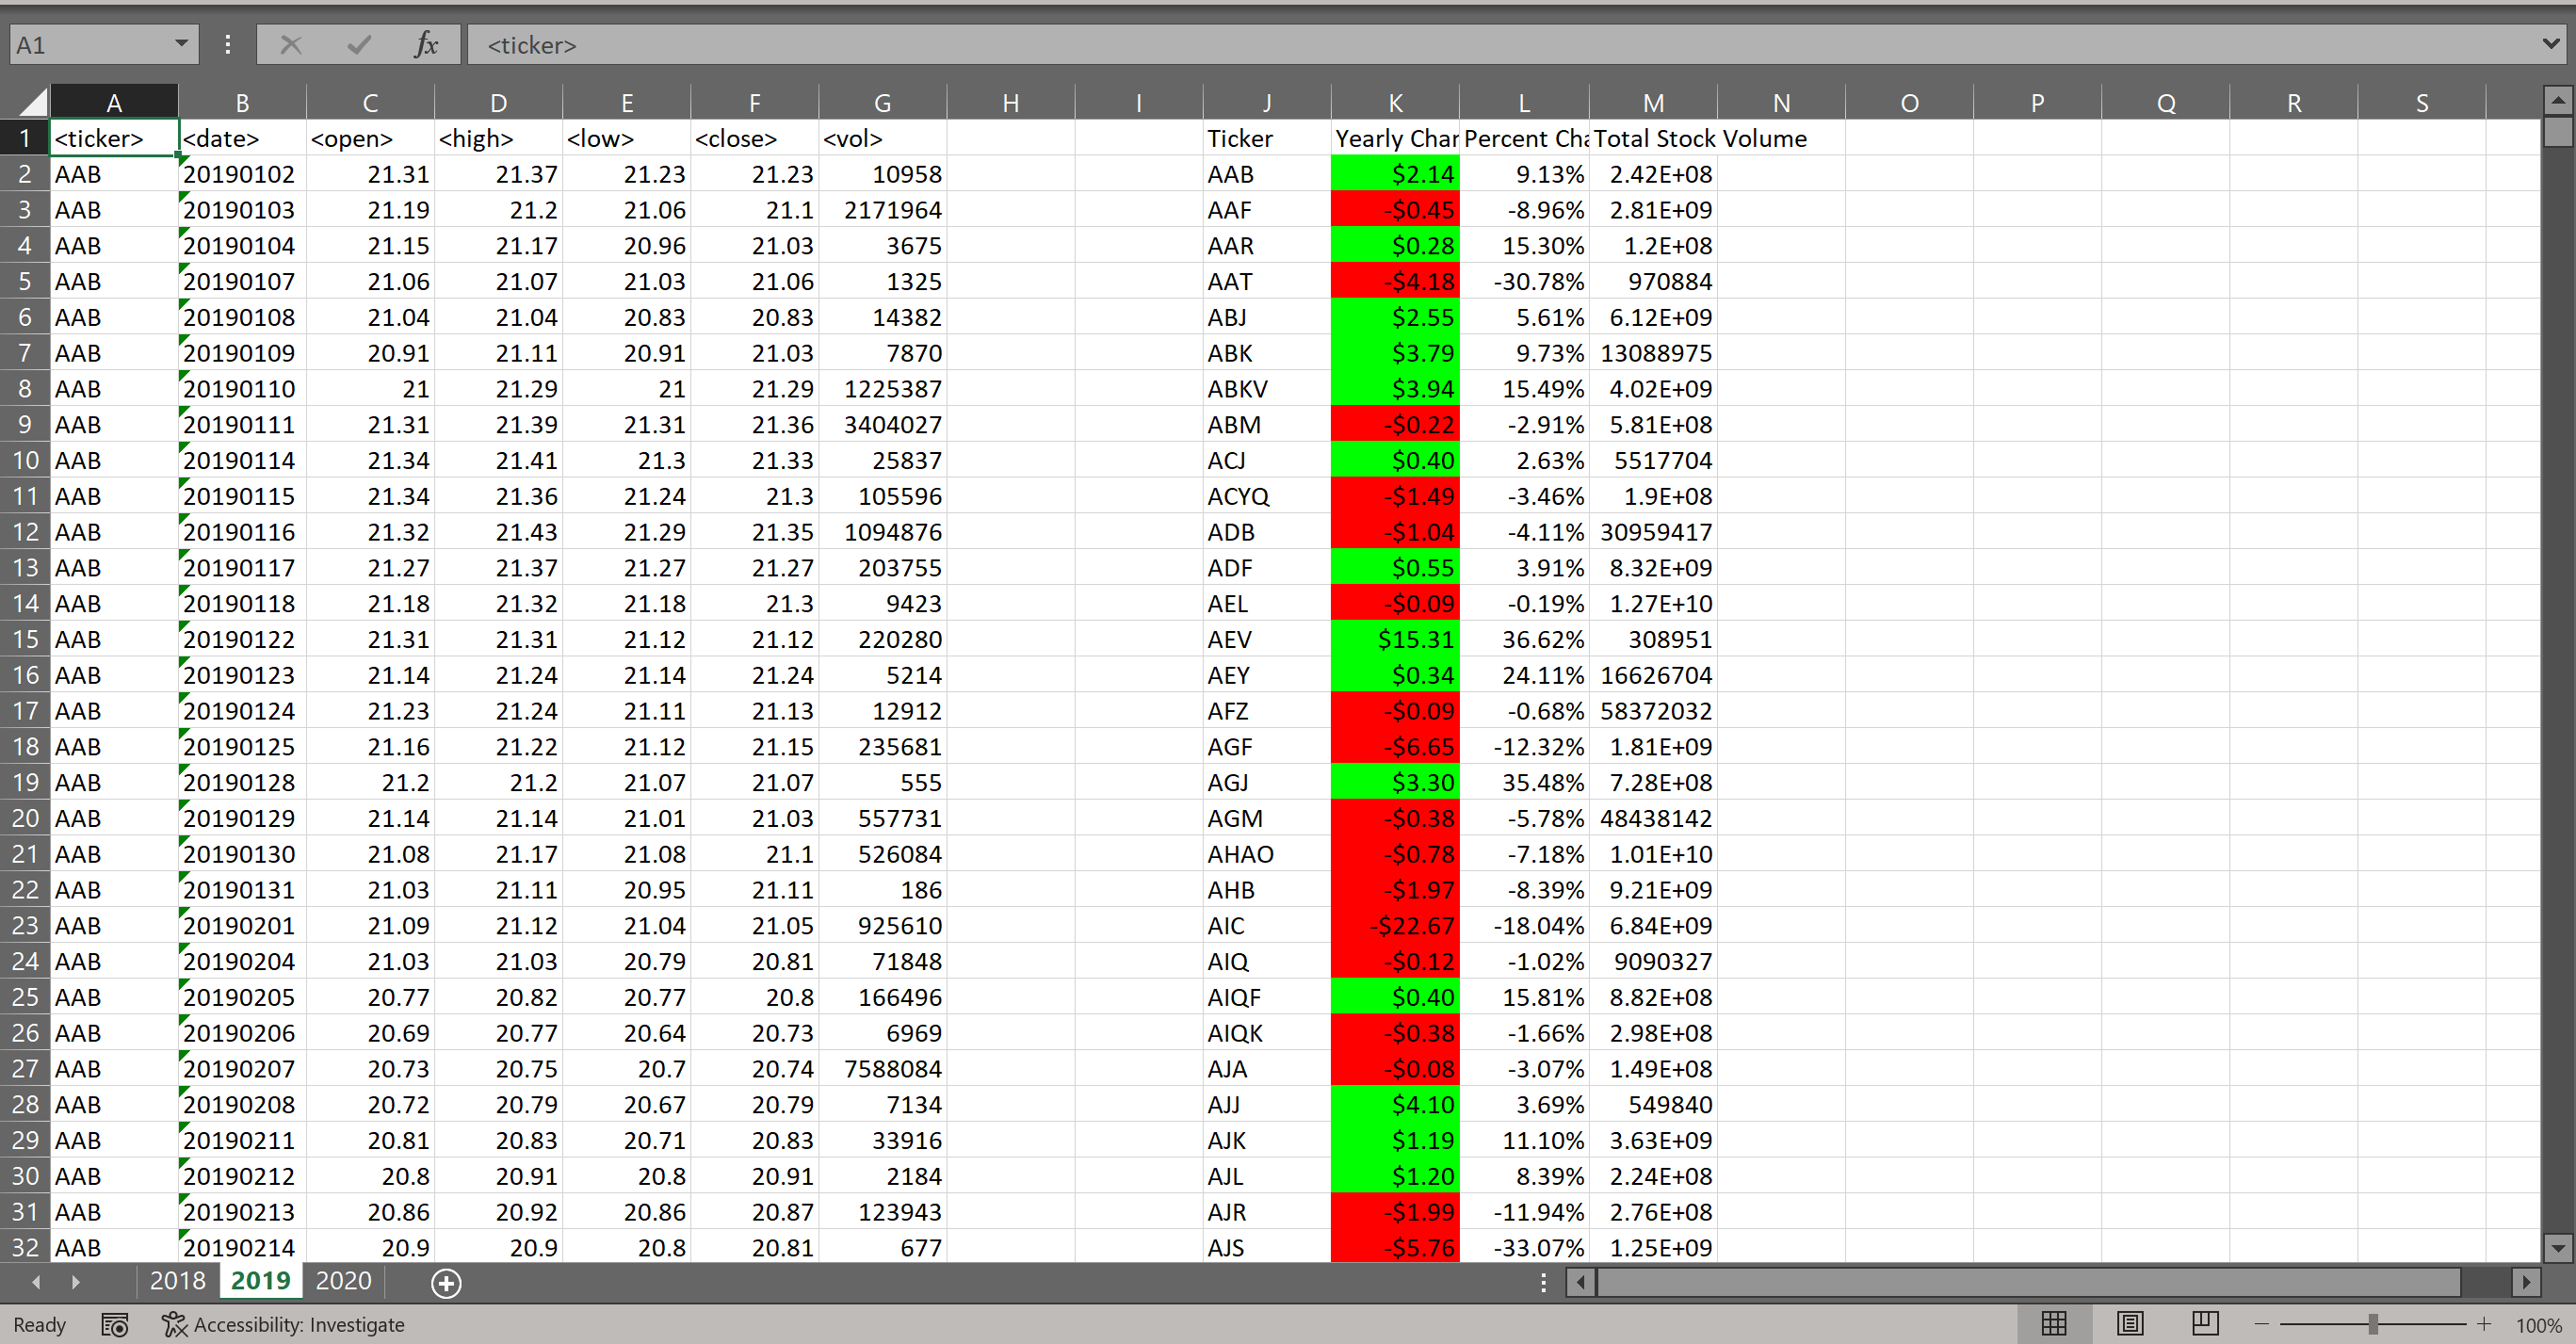 A1 fx <ticker>
A B C D E F G H I J K L M N O P Q R S
1 <ticker> <date> <open> <high> <low> <close> <vol> Ticker Yearly Char Percent Cha Total Stock Volume
2 AAB 20190102 21.31 21.37 21.23 21.23 10958 AAB $2.14 9.13% 2.42E+08
3 AAB 20190103 21.19 21.2 21.06 21.1 2171964 AAF -$0.45 -8.96% 2.81E+09
4 AAB 20190104 21.15 21.17 20.96 21.03 3675 AAR $0.28 15.30% 1.2E+08
5 AAB 20190107 21.06 21.07 21.03 21.06 1325 AAT -$4.18 -30.78% 970884
6 AAB 20190108 21.04 21.04 20.83 20.83 14382 ABJ $2.55 5.61% 6.12E+09
7 AAB 20190109 20.91 21.11 20.91 21.03 7870 ABK $3.79 9.73% 13088975
8 AAB 20190110 21 21.29 21 21.29 1225387 ABKV $3.94 15.49% 4.02E+09
9 AAB 20190111 21.31 21.39 21.31 21.36 3404027 ABM -$0.22 -2.91% 5.81E+08
10 AAB 20190114 21.34 21.41 21.3 21.33 25837 ACJ $0.40 2.63% 5517704
11 AAB 20190115 21.34 21.36 21.24 21.3 105596 ACYQ -$1.49 -3.46% 1.9E+08
12 AAB 20190116 21.32 21.43 21.29 21.35 1094876 ADB -$1.04 -4.11% 30959417
13 AAB 20190117 21.27 21.37 21.27 21.27 203755 ADF $0.55 3.91% 8.32E+09
14 AAB 20190118 21.18 21.32 21.18 21.3 9423 AEL -$0.09 -0.19% 1.27E+10
15 AAB 20190122 21.31 21.31 21.12 21.12 220280 AEV $15.31 36.62% 308951
16 AAB 20190123 21.14 21.24 21.14 21.24 5214 AEY $0.34 24.11% 16626704
17 AAB 20190124 21.23 21.24 21.11 21.13 12912 AFZ -$0.09 -0.68% 58372032
18 AAB 20190125 21.16 21.22 21.12 21.15 235681 AGF -$6.65 -12.32% 1.81E+09
19 AAB 20190128 21.2 21.2 21.07 21.07 555 AGJ $3.30 35.48% 7.28E+08
20 AAB 20190129 21.14 21.14 21.01 21.03 557731 AGM -$0.38 -5.78% 48438142
21 AAB 20190130 21.08 21.17 21.08 21.1 526084 AHAO -$0.78 -7.18% 1.01E+10
22 AAB 20190131 21.03 21.11 20.95 21.11 186 AHB -$1.97 -8.39% 9.21E+09
23 AAB 20190201 21.09 21.12 21.04 21.05 925610 AIC -$22.67 -18.04% 6.84E+09
24 AAB 20190204 21.03 21.03 20.79 20.81 71848 AIQ -$0.12 -1.02% 9090327
25 AAB 20190205 20.77 20.82 20.77 20.8 166496 AIQF $0.40 15.81% 8.82E+08
26 AAB 20190206 20.69 20.77 20.64 20.73 6969 AIQK -$0.38 -1.66% 2.98E+08
27 AAB 20190207 20.73 20.75 20.7 20.74 7588084 AJA -$0.08 -3.07% 1.49E+08
28 AAB 20190208 20.72 20.79 20.67 20.79 7134 AJJ $4.10 3.69% 549840
29 AAB 20190211 20.81 20.83 20.71 20.83 33916 AJK $1.19 11.10% 3.63E+09
30 AAB 20190212 20.8 20.91 20.8 20.91 2184 AJL $1.20 8.39% 2.24E+08
31 AAB 20190213 20.86 20.92 20.86 20.87 123943 AJR -$1.99 -11.94% 2.76E+08
32 AAB 20190214 20.9 20.9 20.8 20.81 677 AJS -$5.76 -33.07% 1.25E+09
2018 2019 2020
Ready Accessibility: Investigate 100%